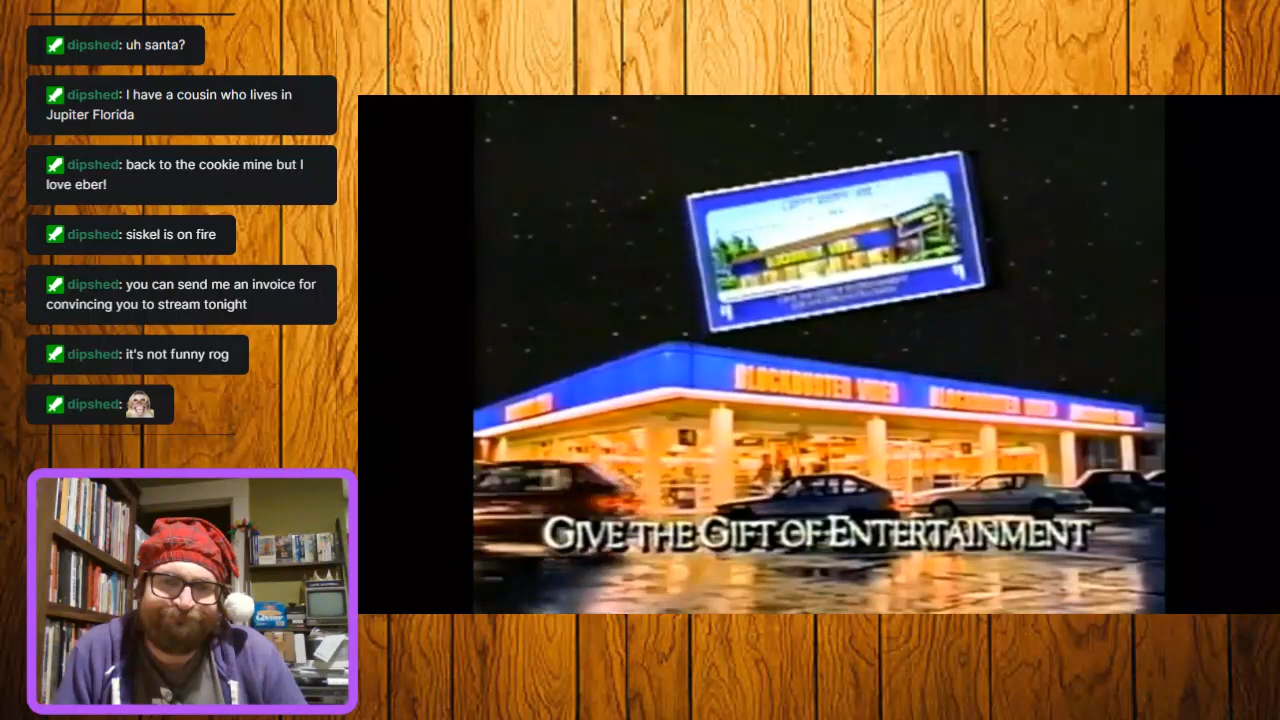 dipshed: uh santa?
dipshed: I have a cousin who lives in
Jupiter Florida
dipshed: back to the cookie mine but I
love eber!
dipshed: siskel is on fire
dipshed: you can send me an invoice for
convincing you to stream tonight
dipshed: it's not funny rog
dipshed:
BLOCKBUSTER VIDEO
BLOCKBUSTER VIDEO
GIVE THE GIFT OF ENTERTAINMENT